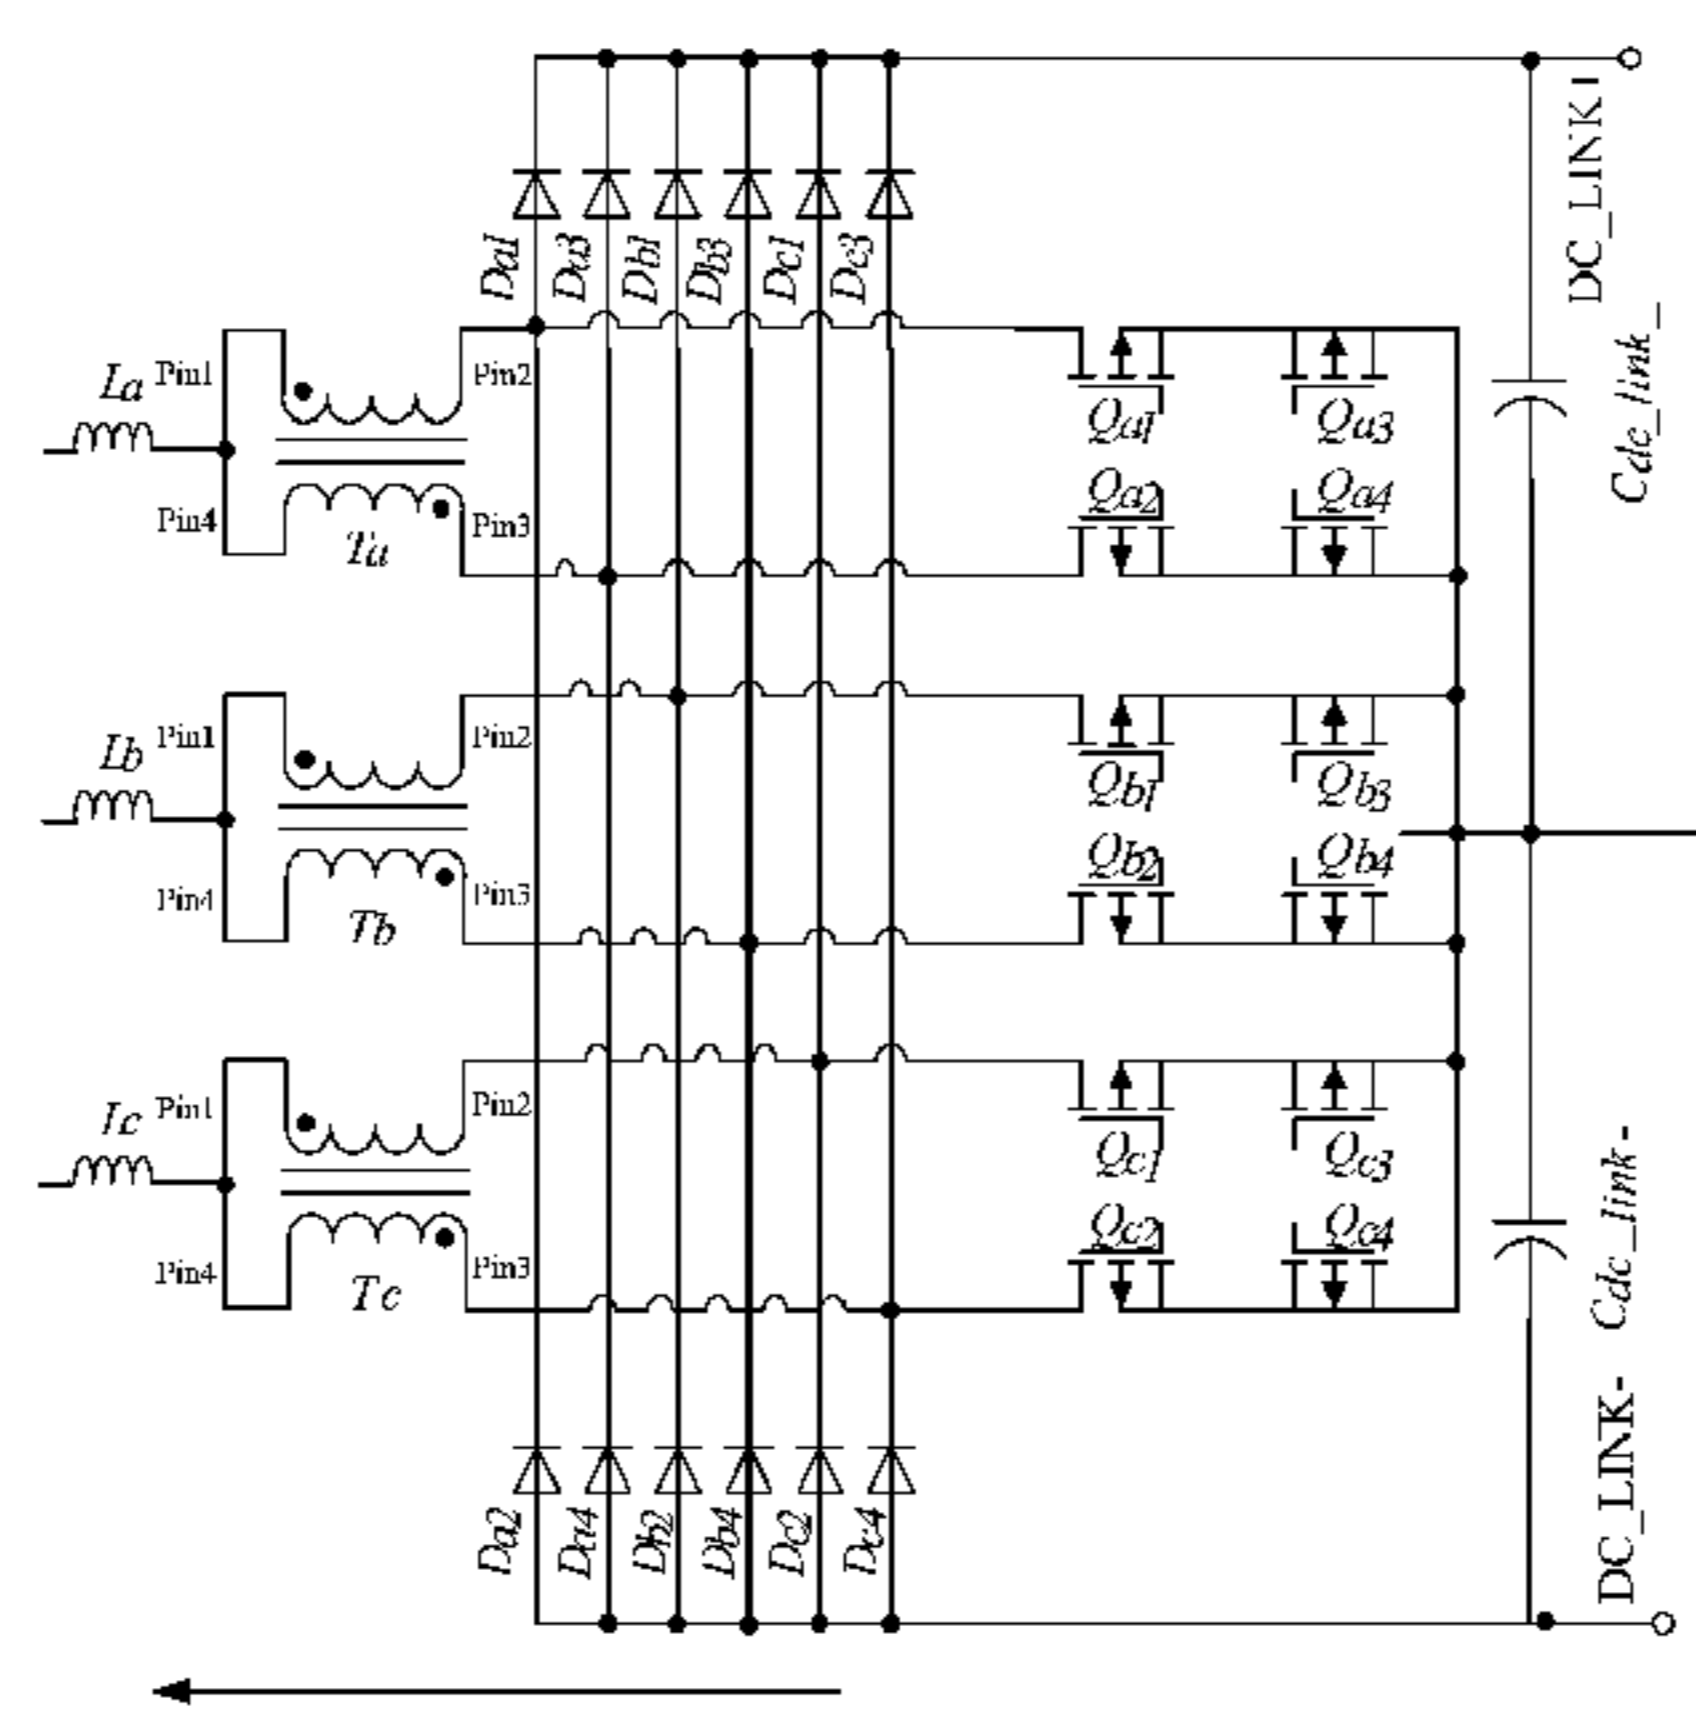 DC_LINK+
Da1 Da3 Db1 Db3 Dc1 Dc3
Cdc_link_
La Pin1 Pin2
Qa1 Qa3
Qa2 Qa4
Pin4 Ta Pin3
Lb Pin1 Pin2
Qb1 Qb3
Qb2 Qb4
Pin4 Tb Pin3
Lc Pin1 Pin2
Qc1 Qc3
Qc2 Qc4
Pin4 Tc Pin3
Cdc_link-
DC_LINK-
Da2 Da4 Db2 Db4 Dc2 Dc4